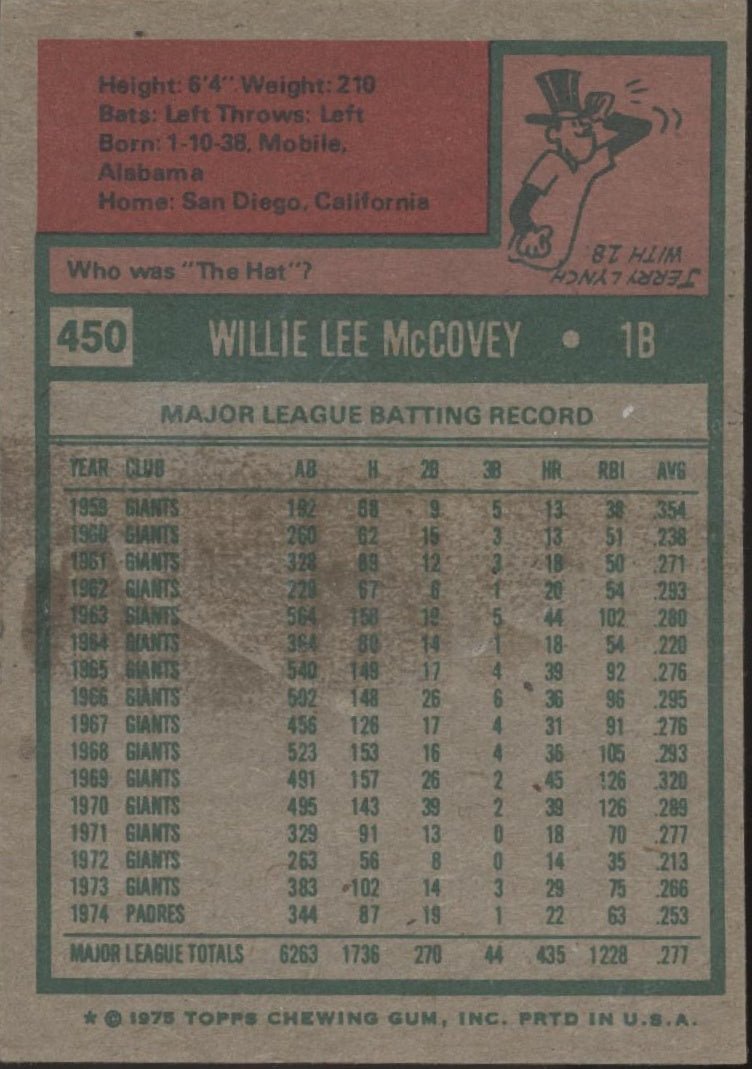 Height: 6'4" Weight: 210
Bats: Left Throws: Left
Born: 1-10-38, Mobile,
Alabama
Home: San Diego, California
JERRY LYNCH
WITH 18.
Who was "The Hat"?
450 WILLIE LEE McCOVEY • 1B
MAJOR LEAGUE BATTING RECORD
YEAR CLUB AB H 2B 3B HR RBI AVG
1959 GIANTS 192 68 9 5 13 38 .354
1960 GIANTS 260 62 15 3 13 51 .238
1961 GIANTS 328 89 12 3 18 50 .271
1962 GIANTS 229 67 6 1 20 54 .293
1963 GIANTS 564 158 19 5 44 102 .280
1964 GIANTS 364 80 14 1 18 54 .220
1965 GIANTS 540 149 17 4 39 92 .276
1966 GIANTS 502 148 26 6 36 96 .295
1967 GIANTS 456 126 17 4 31 91 .276
1968 GIANTS 523 153 16 4 36 105 .293
1969 GIANTS 491 157 26 2 45 126 .320
1970 GIANTS 495 143 39 2 39 126 .289
1971 GIANTS 329 91 13 0 18 70 .277
1972 GIANTS 263 56 8 0 14 35 .213
1973 GIANTS 383 102 14 3 29 75 .266
1974 PADRES 344 87 19 1 22 63 .253
MAJOR LEAGUE TOTALS 6263 1736 270 44 435 1228 .277
* © 1975 TOPPS CHEWING GUM, INC. PRTD IN U.S.A.